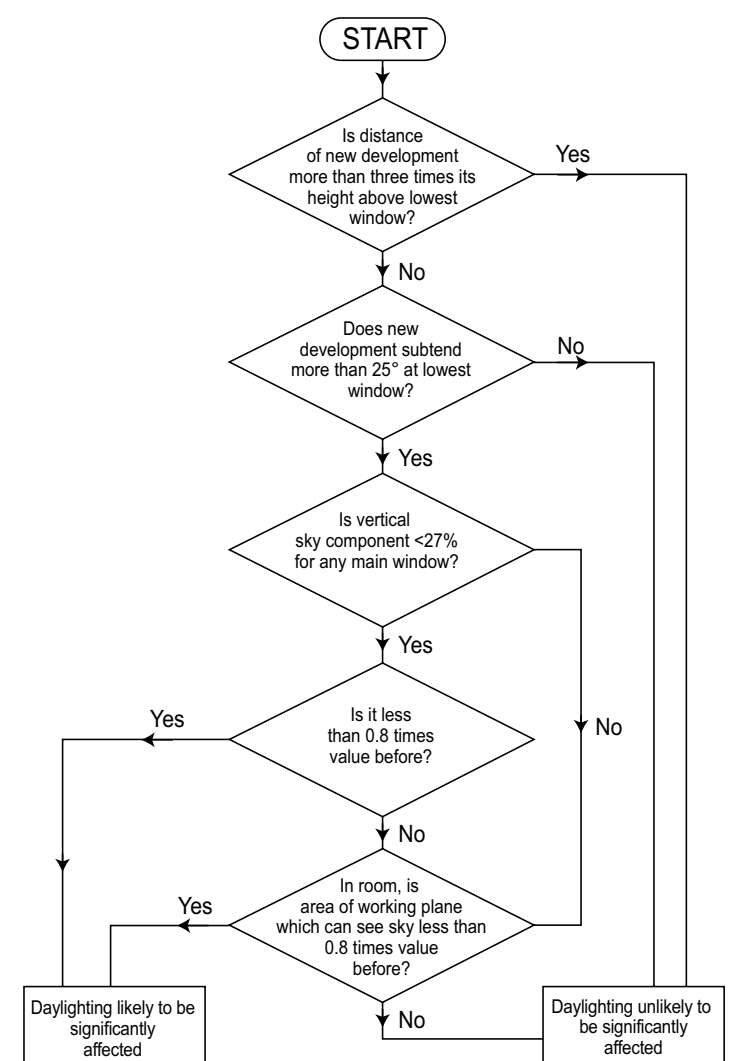 START
Is distance
of new development
more than three times its
height above lowest
window?
Yes
No
Does new
development subtend
more than 25° at lowest
window?
No
Yes
Is vertical
sky component <27%
for any main window?
Yes
No
Is it less
than 0.8 times
value before?
Yes
No
In room, is
area of working plane
which can see sky less than
0.8 times value
before?
Yes
No
Daylighting likely to be
significantly
affected
Daylighting unlikely to
be significantly
affected